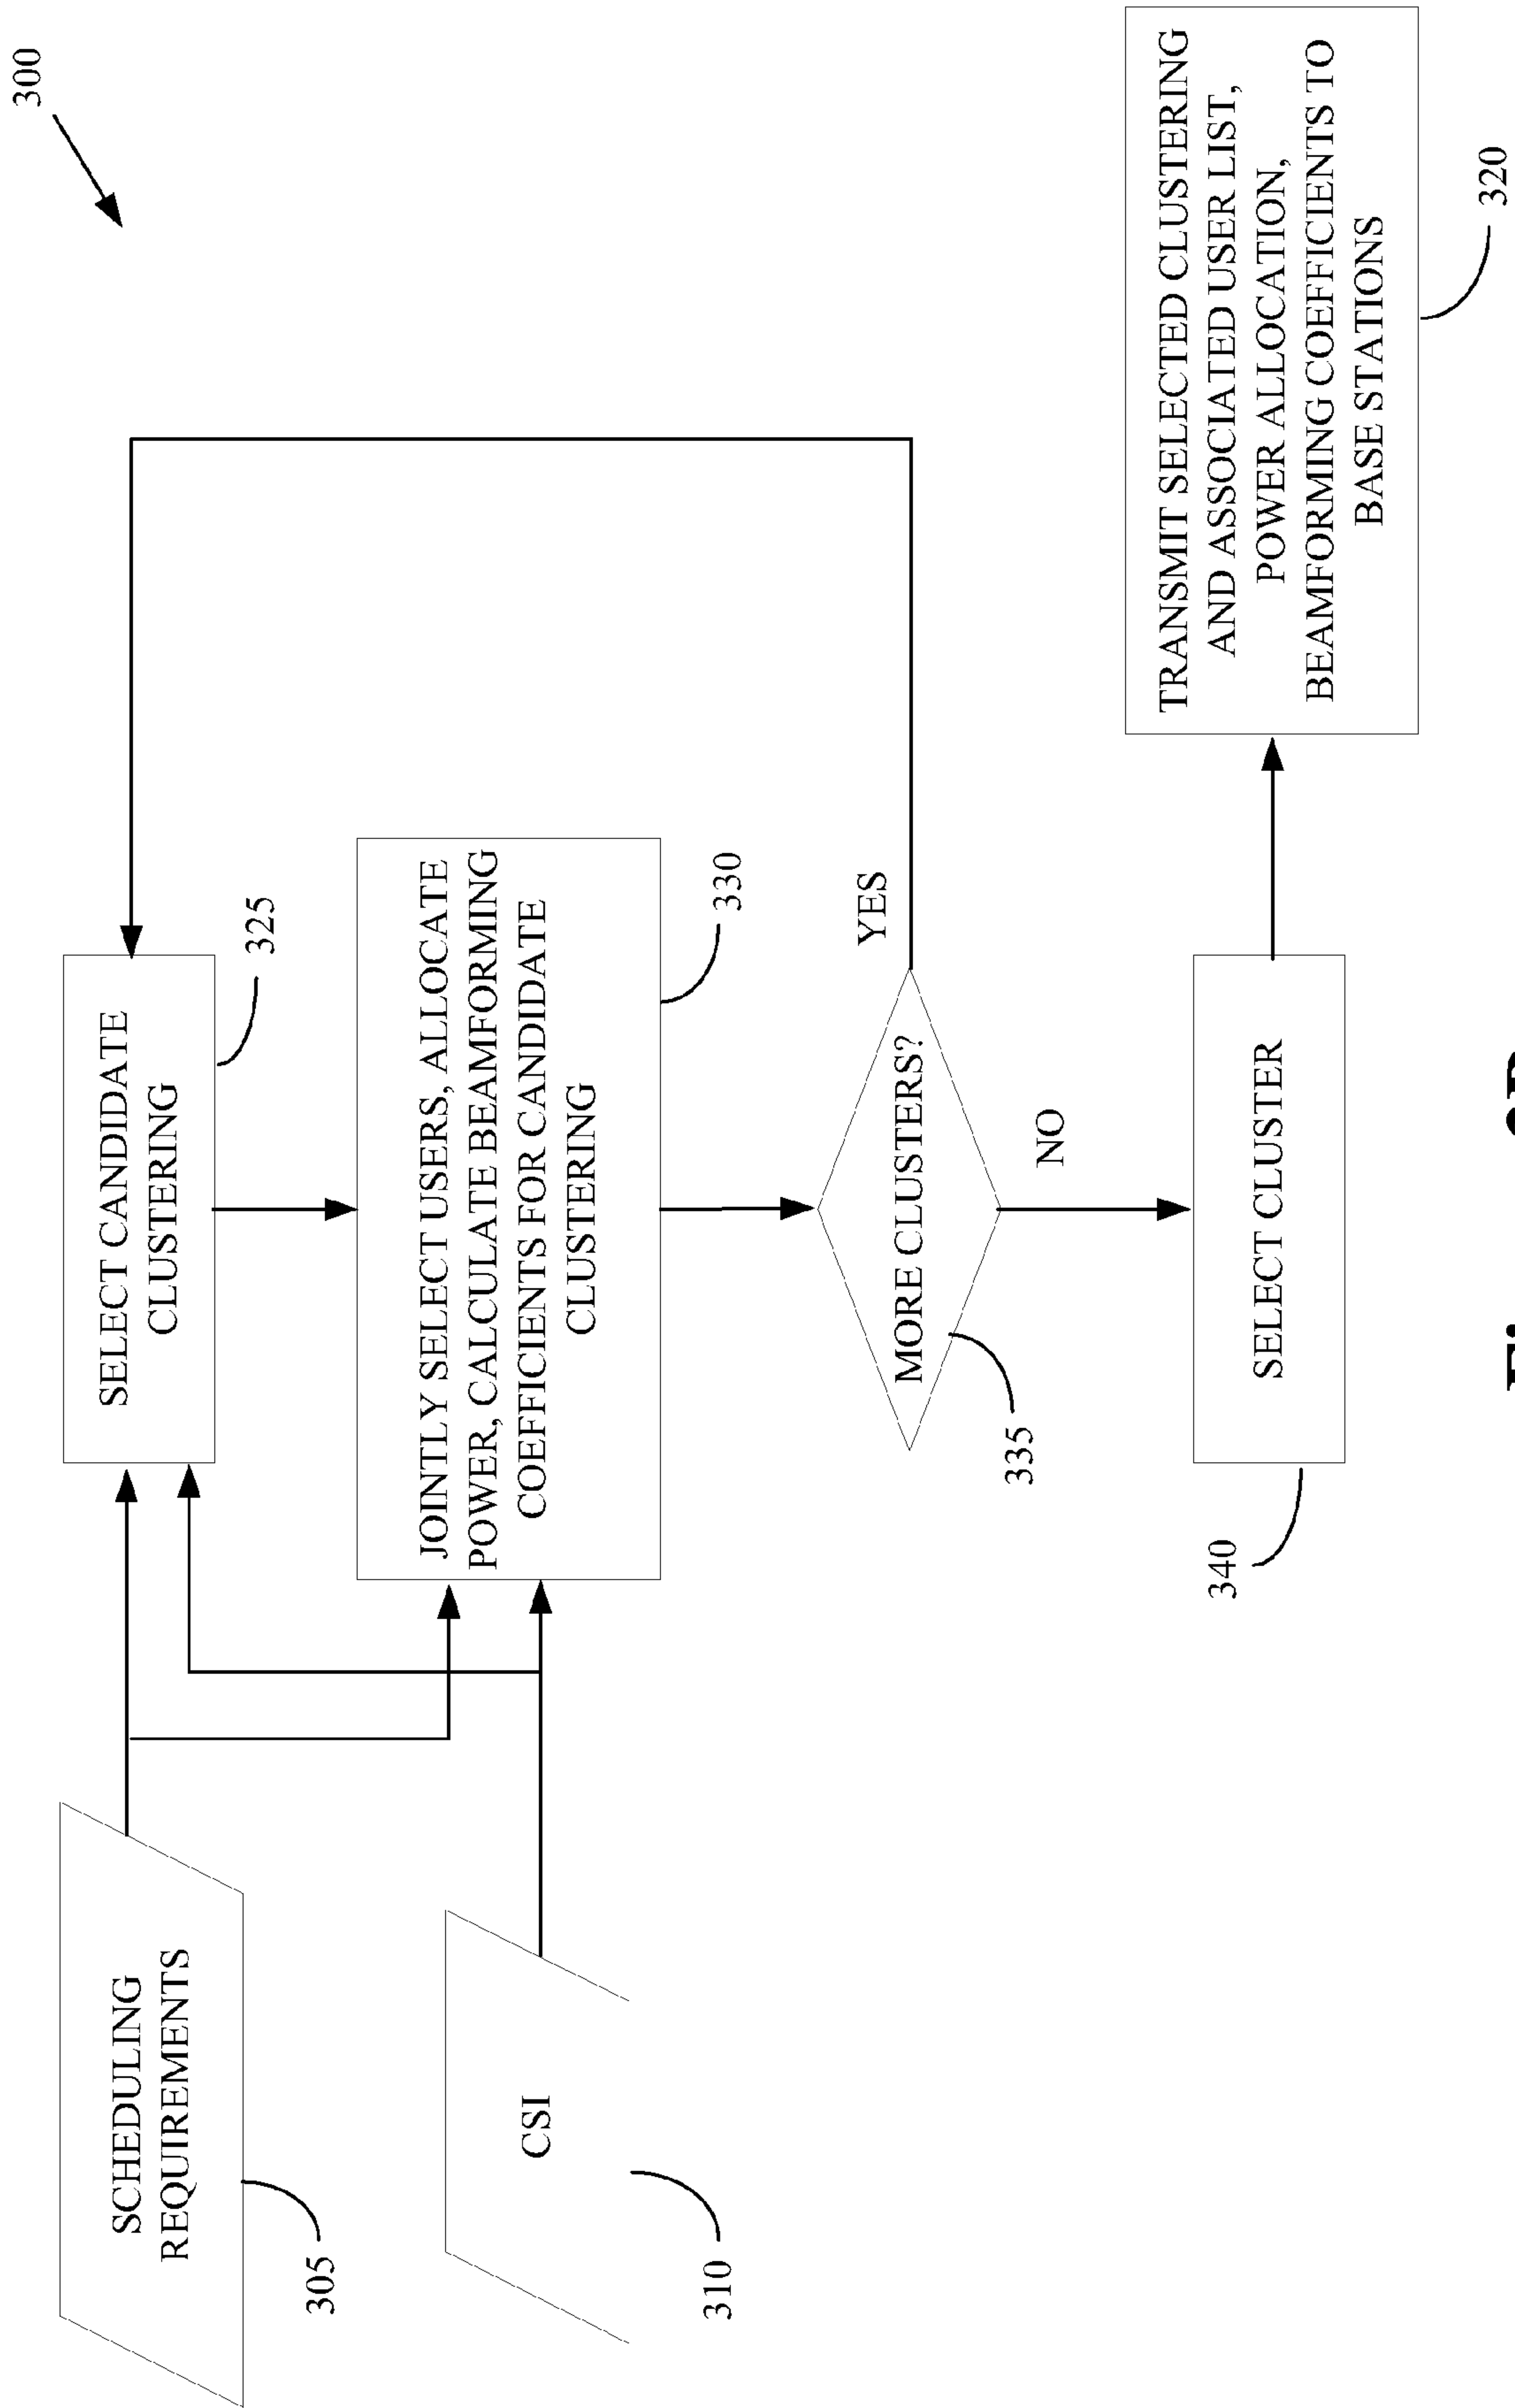 300
SCHEDULING
REQUIREMENTS
305
SELECT CANDIDATE
CLUSTERING
325
CSI
310
JOINTLY SELECT USERS, ALLOCATE
POWER, CALCULATE BEAMFORMING
COEFFICIENTS FOR CANDIDATE
CLUSTERING
330
MORE CLUSTERS?
335
YES
NO
SELECT CLUSTER
340
TRANSMIT SELECTED CLUSTERING
AND ASSOCIATED USER LIST,
POWER ALLOCATION,
BEAMFORMING COEFFICIENTS TO
BASE STATIONS
320